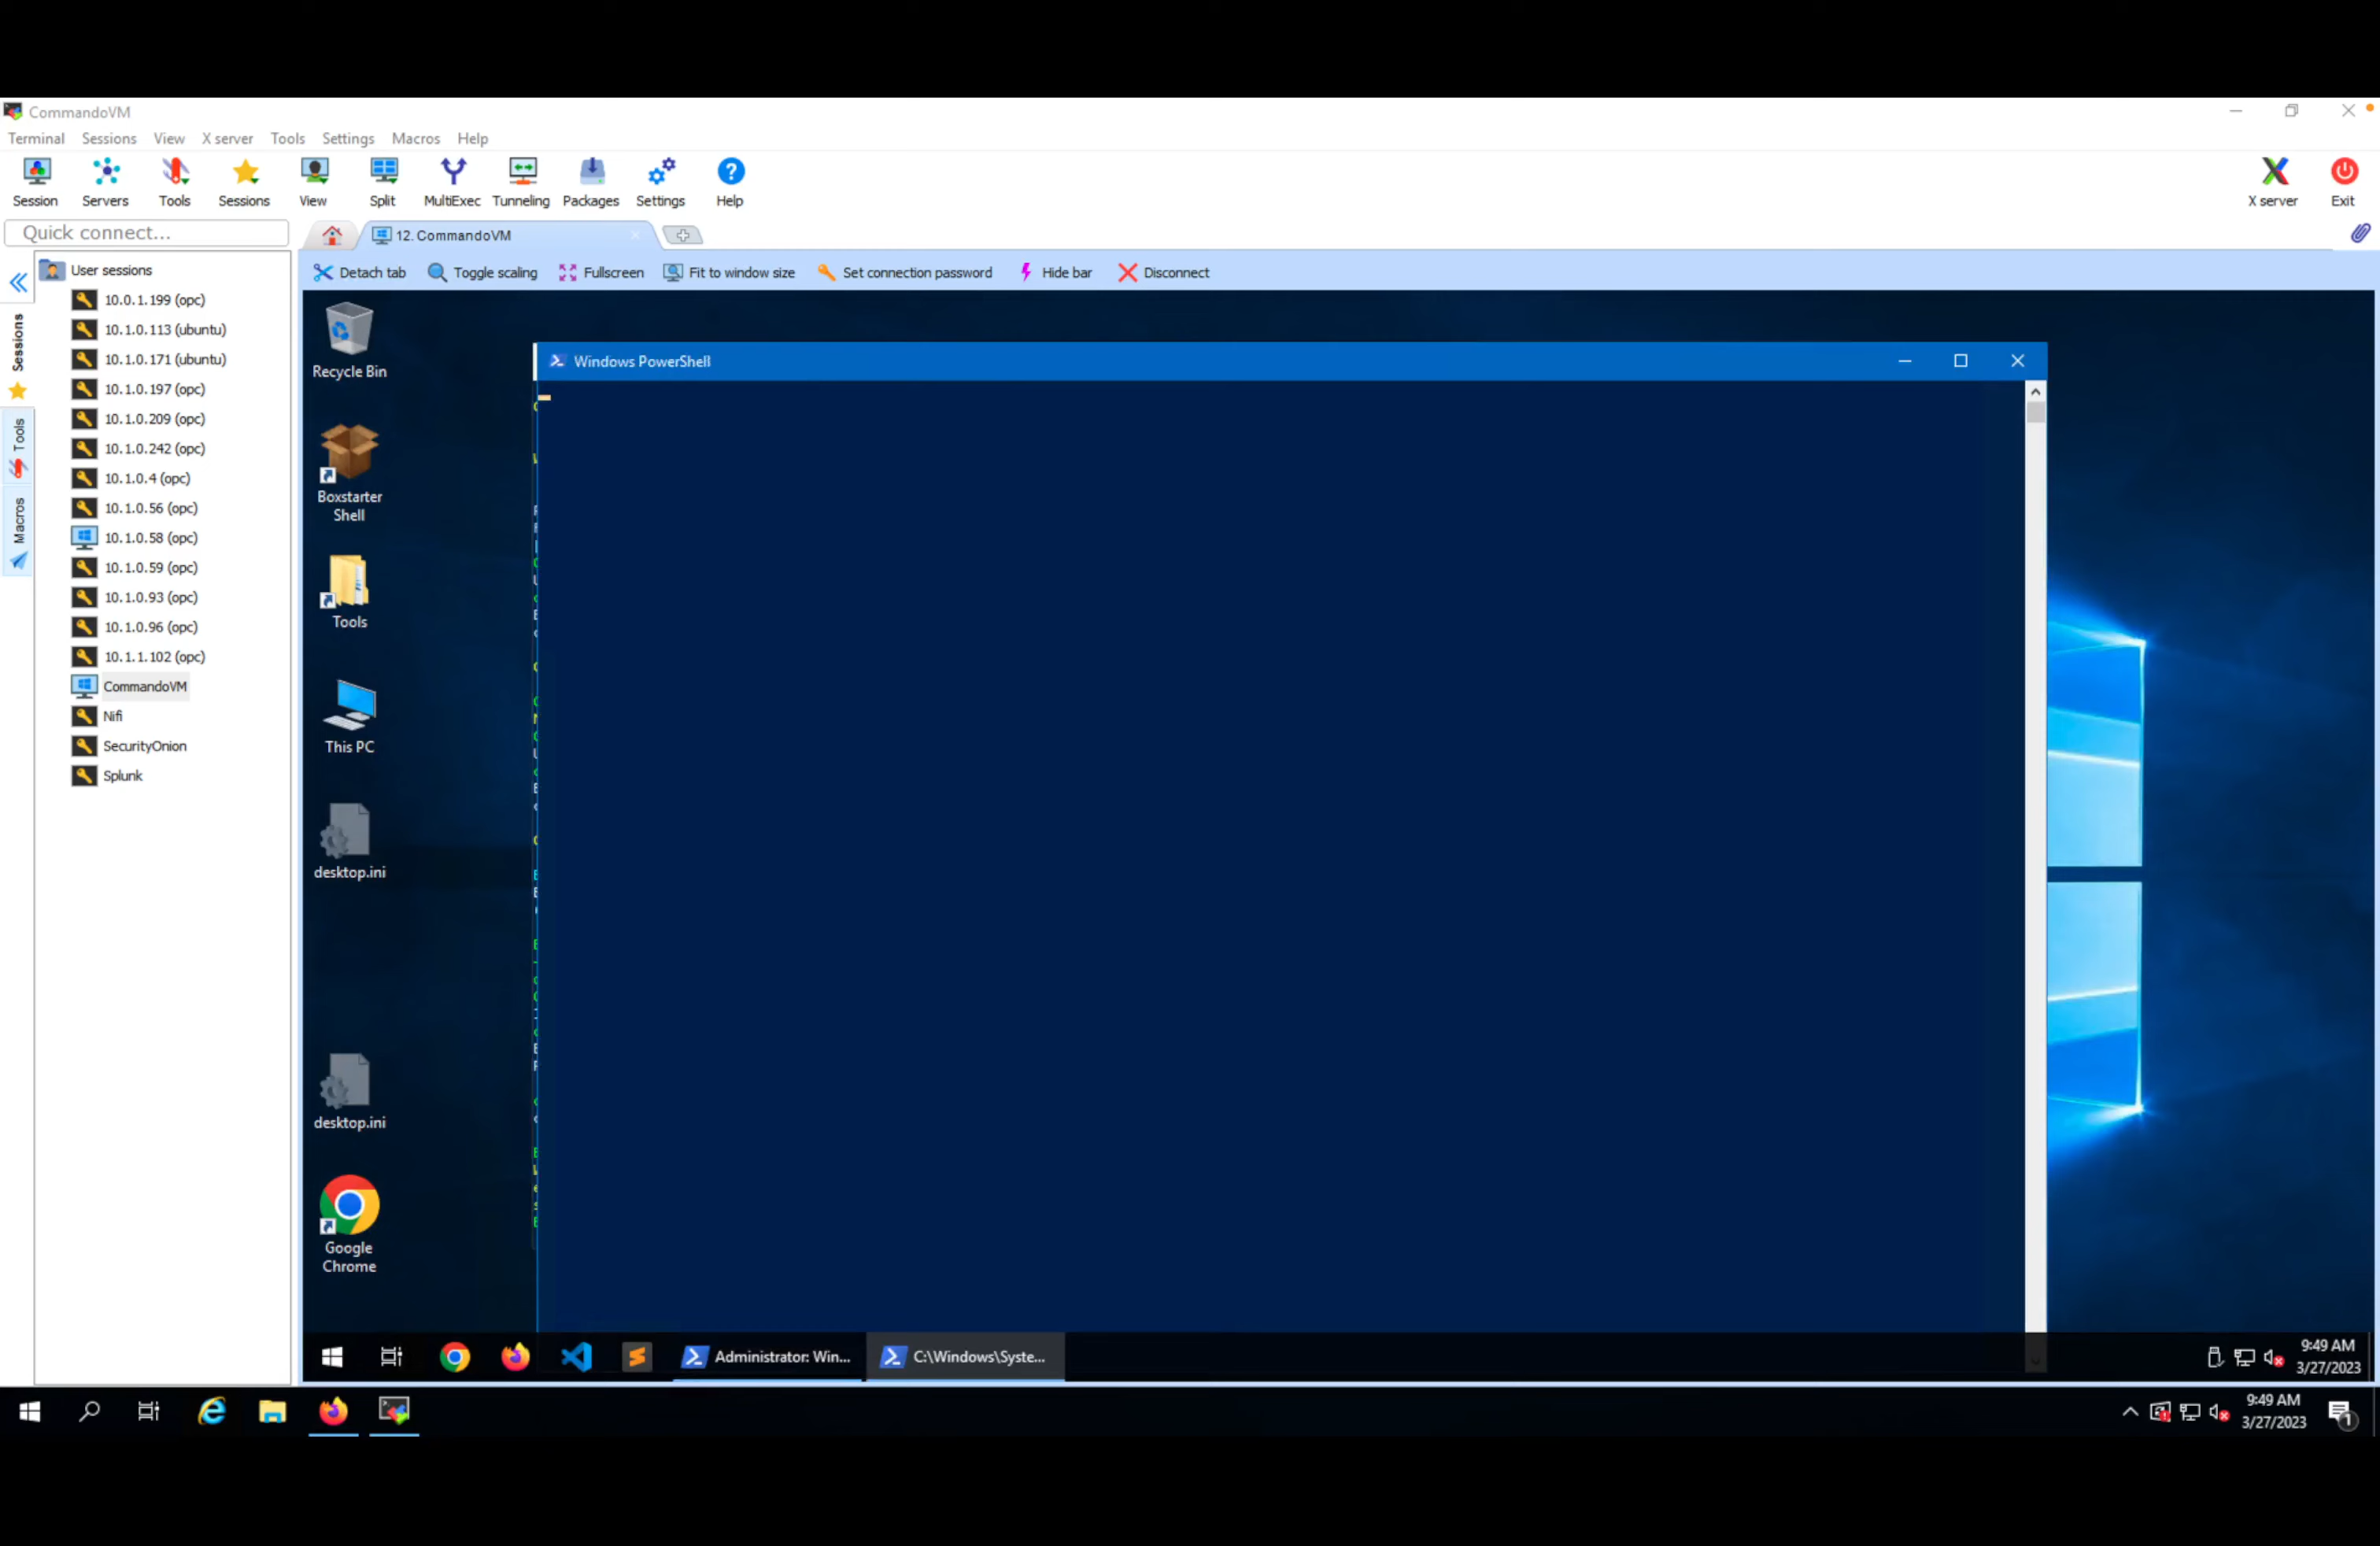 CommandoVM
Terminal Sessions View X server Tools Settings Macros Help
Session Servers Tools Sessions View Split MultiExec Tunneling Packages Settings Help X server Exit
Quick connect...
12. CommandoVM
Detach tab Toggle scaling Fullscreen Fit to window size Set connection password Hide bar Disconnect
Sessions
Tools
Macros
User sessions
10.0.1.199 (opc)
10.1.0.113 (ubuntu)
10.1.0.171 (ubuntu)
10.1.0.197 (opc)
10.1.0.209 (opc)
10.1.0.242 (opc)
10.1.0.4 (opc)
10.1.0.56 (opc)
10.1.0.58 (opc)
10.1.0.59 (opc)
10.1.0.93 (opc)
10.1.0.96 (opc)
10.1.1.102 (opc)
CommandoVM
Nifi
SecurityOnion
Splunk
Recycle Bin
Boxstarter
Shell
Tools
This PC
desktop.ini
desktop.ini
Google
Chrome
Windows PowerShell
Administrator: Win...
C:\Windows\Syste...
9:49 AM
3/27/2023
9:49 AM
3/27/2023
1